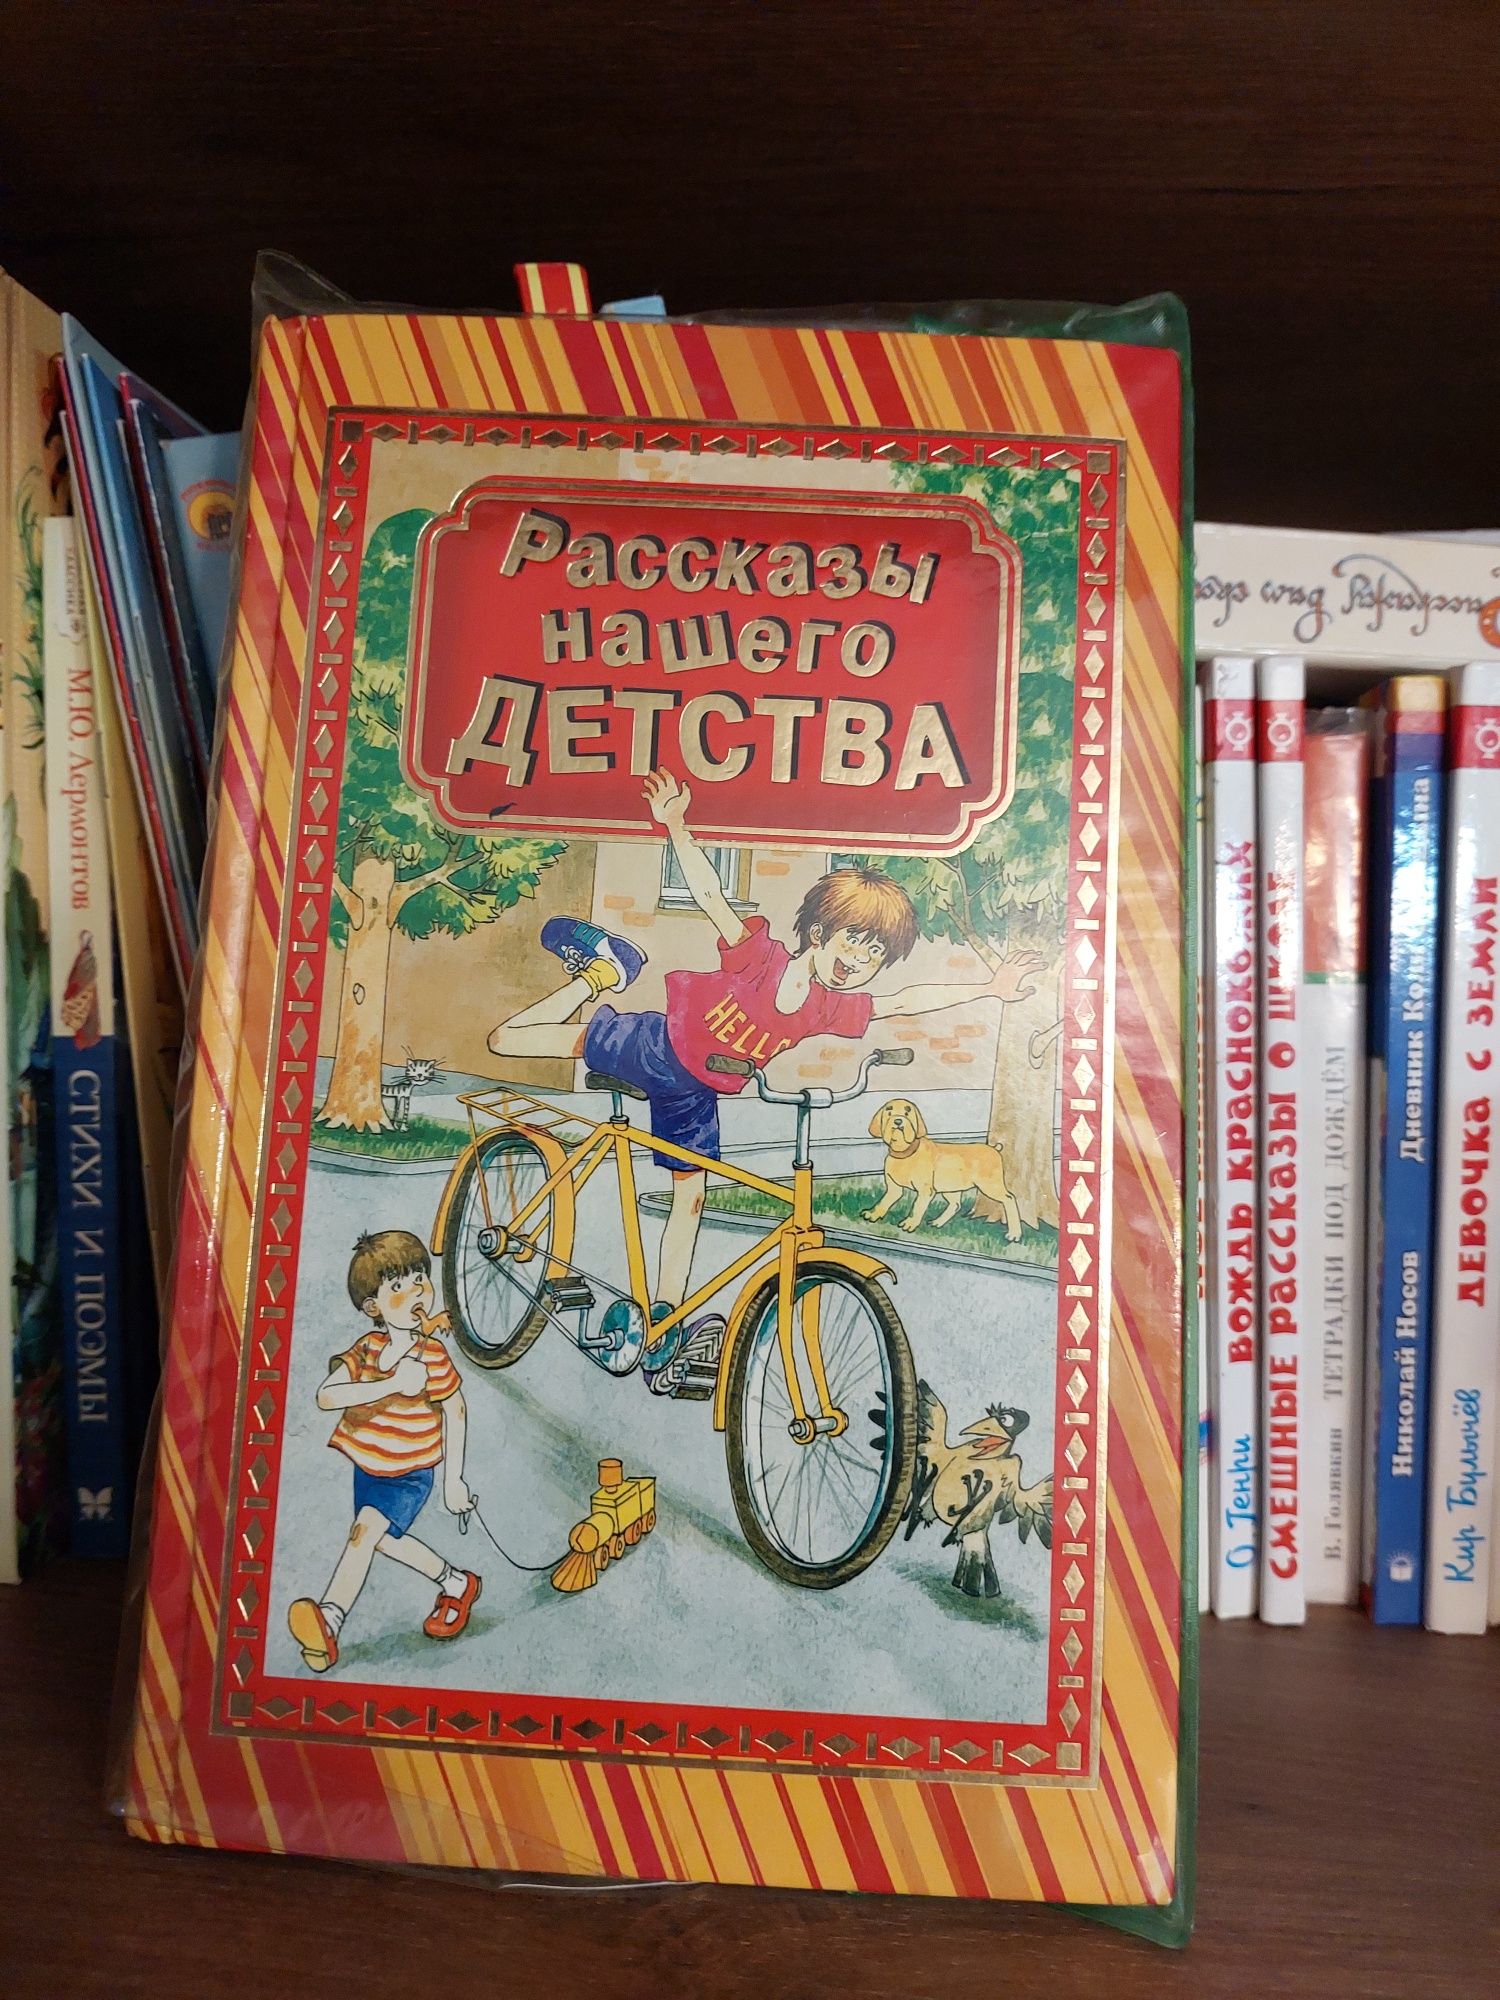 Рассказы
нашего
ДЕТСТВА
HELLO
М.Ю. Лермонтов
СТИХИ И ПОЭМЫ
О. Генри ВОЖДЬ КРАСНОКОЖИХ
СМЕШНЫЕ РАССКАЗЫ О ШКОЛЕ
В. Голявкин ТЕТРАДКИ ПОД ДОЖДЁМ
Николай Носов Дневник Коли
Кир Булычёв ДЕВОЧКА С ЗЕМЛИ